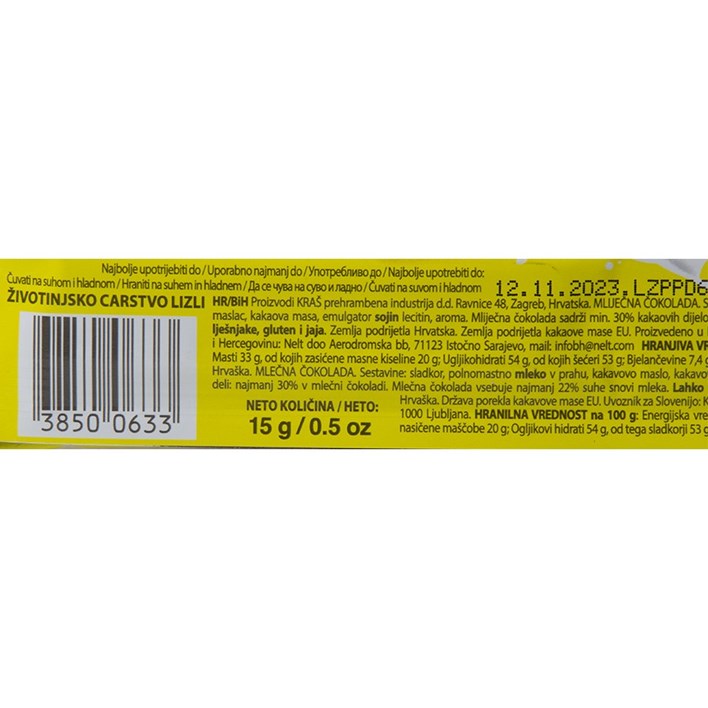 Najbolje upotrijebiti do / Uporabno najmanj do / Употребливо до / Najbolje upotrebiti do:
Čuvati na suhom i hladnom / Hraniti na suhem in hladnem / Да се чува на суво и ладно / Čuvati na suvom i hladnom 12.11.2023.LZPPD6
ŽIVOTINJSKO CARSTVO LIZLI
HR/BiH Proizvodi KRAŠ prehrambena industrija d.d. Ravnice 48, Zagreb, Hrvatska. MLIJEČNA ČOKOLADA. S
maslac, kakaova masa, emulgator sojin lecitin, aroma. Mliječna čokolada sadrži min. 30% kakaovih dijelo
lješnjake, gluten i jaja. Zemlja podrijetla Hrvatska. Zemlja podrijetla kakaove mase EU. Proizvedeno u
i Hercegovinu: Nelt doo Aerodromska bb, 71123 Istočno Sarajevo, mail: infobh@nelt.com. HRANJIVA VR
Masti 33 g, od kojih zasićene masne kiseline 20 g; Ugljikohidrati 54 g, od kojih šećeri 53 g; Bjelančevine 7,4
Hrvaška. MLEČNA ČOKOLADA. Sestavine: sladkor, polnomastno mleko v prahu, kakavovo maslo, kakavov
deli: najmanj 30% v mlečni čokoladi. Mlečna čokolada vsebuje najmanj 22% suhe snovi mleka. Lahko
Hrvaška. Država porekla kakavove mase EU. Uvoznik za Slovenijo: K
1000 Ljubljana. HRANILNA VREDNOST na 100 g: Energijska vre
nasičene maščobe 20 g; Ogljikovi hidrati 54 g, od tega sladkorji 53 g
NETO KOLIČINA / НЕТО:
15 g / 0.5 oz
3850 0633